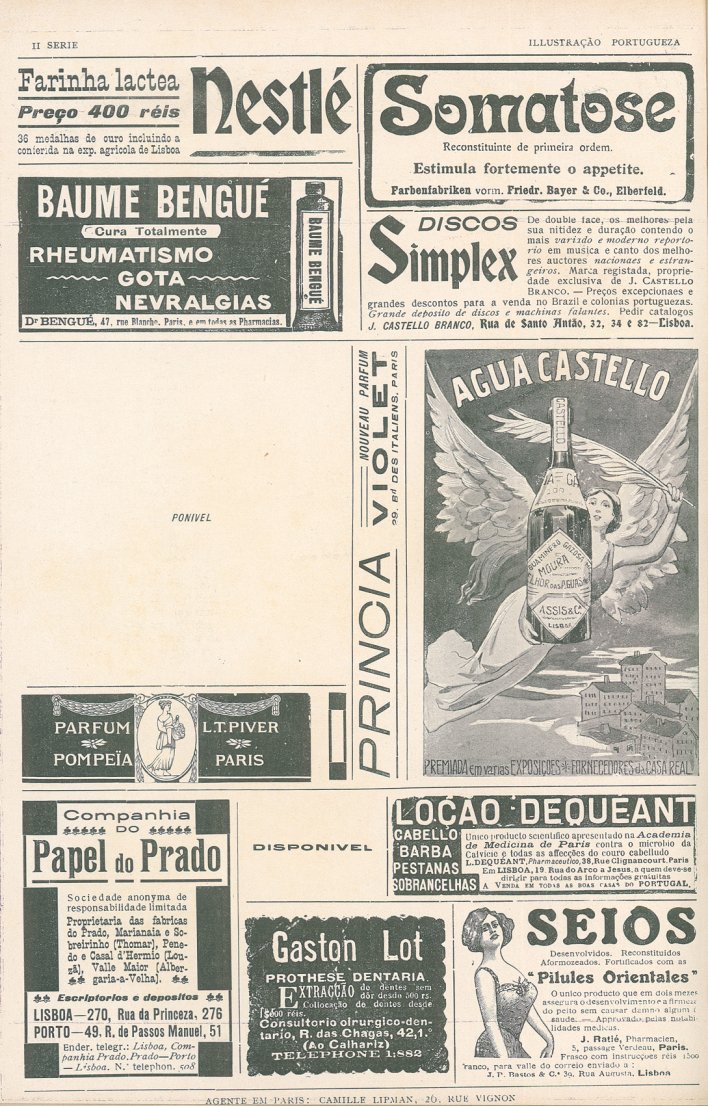 II SERIE
ILLUSTRAÇÃO PORTUGUEZA
Farinha lactea
Preço 400 réis
36 medalhas de ouro incluindo a
conferida na exp. agricola de Lisboa
Nestlé
Somatose
Reconstituinte de primeira ordem.
Estimula fortemente o appetite.
Farbenfabriken vorm. Friedr. Bayer & Co., Elberfeld.
BAUME BENGUÉ
Cura Totalmente
RHEUMATISMO
GOTA
NEVRALGIAS
Dr BENGUÉ, 47, rue Blanche, Paris, e em todas as Pharmacias.
BAUME BENGUÉ
DISCOS
Simplex
De double face, os melhores pela
sua nitidez e duração contendo o
mais variado e moderno reporto-
rio em musica e canto dos melho-
res auctores nacionaes e estran-
geiros. Marca registada, proprie-
dade exclusiva de J. CASTELLO
BRANCO. — Preços excepcionaes e
grandes descontos para a venda no Brazil e colonias portuguezas.
Grande deposito de discos e machinas falantes. Pedir catalogos
J. CASTELLO BRANCO, Rua de Santo Antão, 32, 34 e 82—Lisboa.
PONIVEL
PRINCIA
NOUVEAU PARFUM
VIOLET
29, Bd DES ITALIENS, PARIS
AGUA CASTELLO
CASTELLO
MOURA
ASSIS & Cª
LISBOA
PREMIADA em varias EXPOSIÇÕES * FORNECEDORES da CASA REAL
PARFUM
POMPEÏA
L.T. PIVER
PARIS
Companhia
DO
Papel do Prado
Sociedade anonyma de
responsabilidade limitada
Proprietaria das fabricas
do Prado, Marianaia e So-
breirinho (Thomar), Pene-
do e Casal d'Hermio (Lou-
zã), Valle Maior (Alber-
garia-a-Velha).
Escriptorios e depositos
LISBOA—270, Rua da Princeza, 276
PORTO—49, R. de Passos Manuel, 51
Ender. telegr.: Lisboa, Com-
panhia Prado. Prado—Porto
—Lisboa. N.º telephon. 508
DISPONIVEL
LOÇÃO DEQUÉANT
CABELLO
BARBA
PESTANAS
SOBRANCELHAS
Unico producto scientifico apresentado na Academia
de Medicina de Paris contra o microbio da
Calvicie e todas as affecções do couro cabelludo
L. DEQUÉANT, Pharmaceutico, 38, Rue Clignancourt, Paris
Em LISBOA, 19, Rua do Arco a Jesus, a quem deve-se
dirigir para todas as informações gratuitas
A VENDA EM TODAS AS BOAS CASAS DO PORTUGAL.
Gaston Lot
PROTHESE DENTARIA
EXTRACÇÃO de dentes sem
dôr desde 500 rs.
Collocação de dentes desde
1$000 réis.
Consultorio cirurgico-den-
tario, R. das Chagas, 42, 1.º
(Ao Calhariz)
TELEPHONE 1:882
SEIOS
Desenvolvidos. Reconstituidos
Aformozeados. Fortificados com as
"Pilules Orientales"
O unico producto que em dois mezes
assegura o desenvolvimento e a firmeza
do peito sem causar damno algum á
saude. — Approvado pelas notabi-
lidades medicas.
J. Ratié, Pharmacien,
5, passage Verdeau, Paris.
Frasco com instrucções réis 1500
franco, para valle do correio enviado a :
J. P. Bastos & C.ª 39, Rua Augusta, Lisboa
AGENTE EM PARIS: CAMILLE LIPMAN, 26, RUE VIGNON